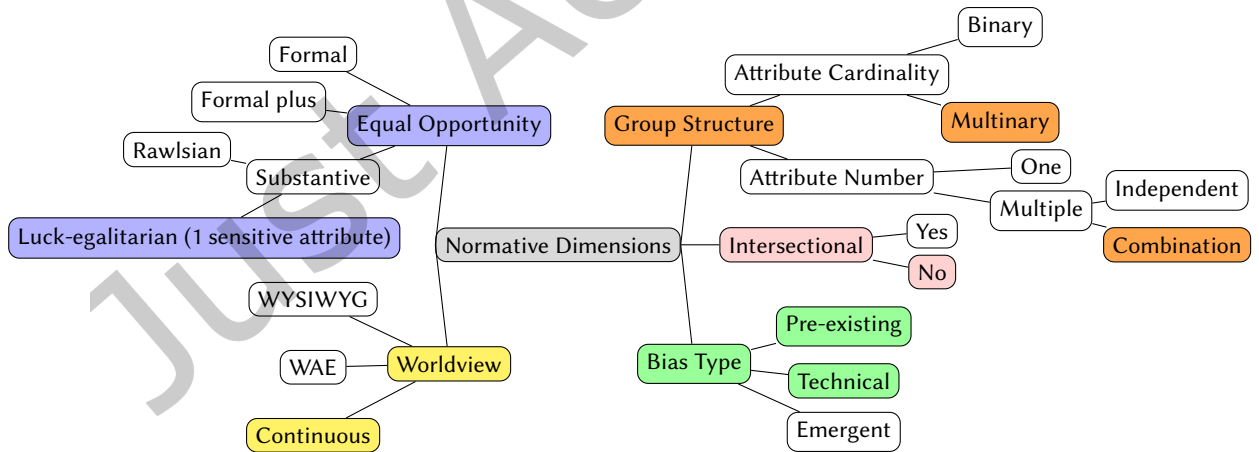 Binary
Formal
Attribute Cardinality
Formal plus
Equal Opportunity
Group Structure
Multinary
Rawlsian
Substantive
Attribute Number
One
Independent
Multiple
Luck-egalitarian (1 sensitive attribute)
Normative Dimensions
Intersectional
Yes
Combination
No
WYSIWYG
Pre-existing
WAE
Worldview
Bias Type
Technical
Continuous
Emergent
Just